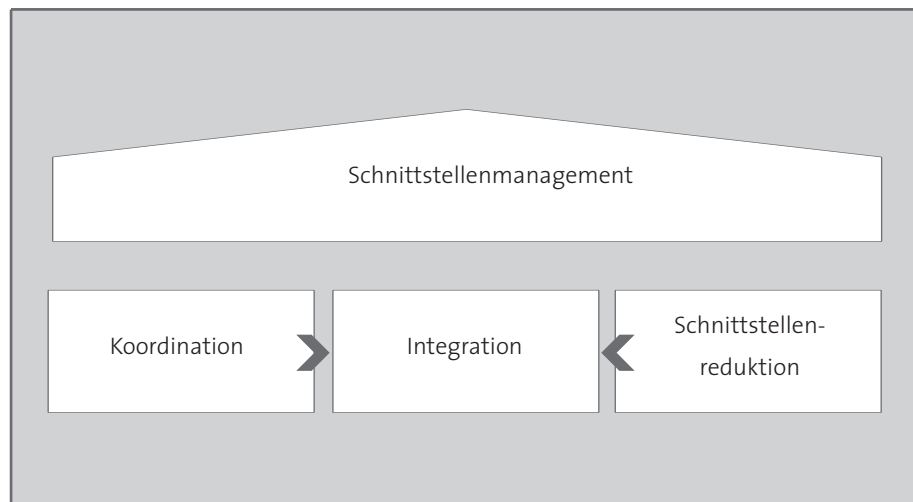 Schnittstellenmanagement
Koordination
Integration
Schnittstellen-
reduktion